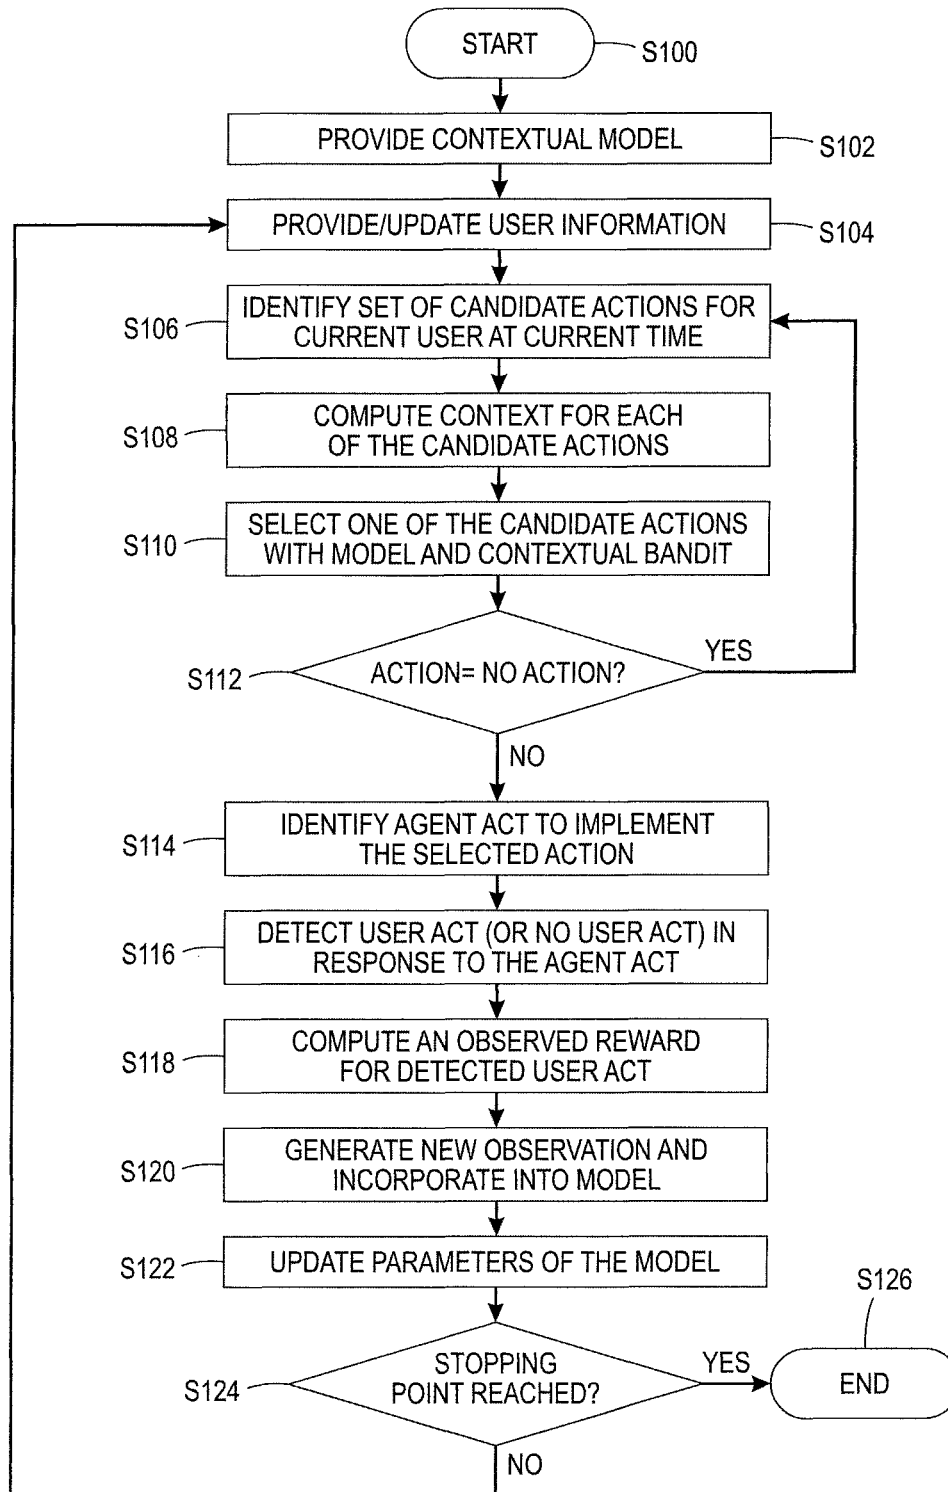 START
S100
PROVIDE CONTEXTUAL MODEL
S102
PROVIDE/UPDATE USER INFORMATION
S104
IDENTIFY SET OF CANDIDATE ACTIONS FOR
CURRENT USER AT CURRENT TIME
S106
COMPUTE CONTEXT FOR EACH
OF THE CANDIDATE ACTIONS
S108
SELECT ONE OF THE CANDIDATE ACTIONS
WITH MODEL AND CONTEXTUAL BANDIT
S110
ACTION= NO ACTION?
S112
YES
NO
IDENTIFY AGENT ACT TO IMPLEMENT
THE SELECTED ACTION
S114
DETECT USER ACT (OR NO USER ACT) IN
RESPONSE TO THE AGENT ACT
S116
COMPUTE AN OBSERVED REWARD
FOR DETECTED USER ACT
S118
GENERATE NEW OBSERVATION AND
INCORPORATE INTO MODEL
S120
UPDATE PARAMETERS OF THE MODEL
S122
STOPPING
POINT REACHED?
S124
YES
END
S126
NO